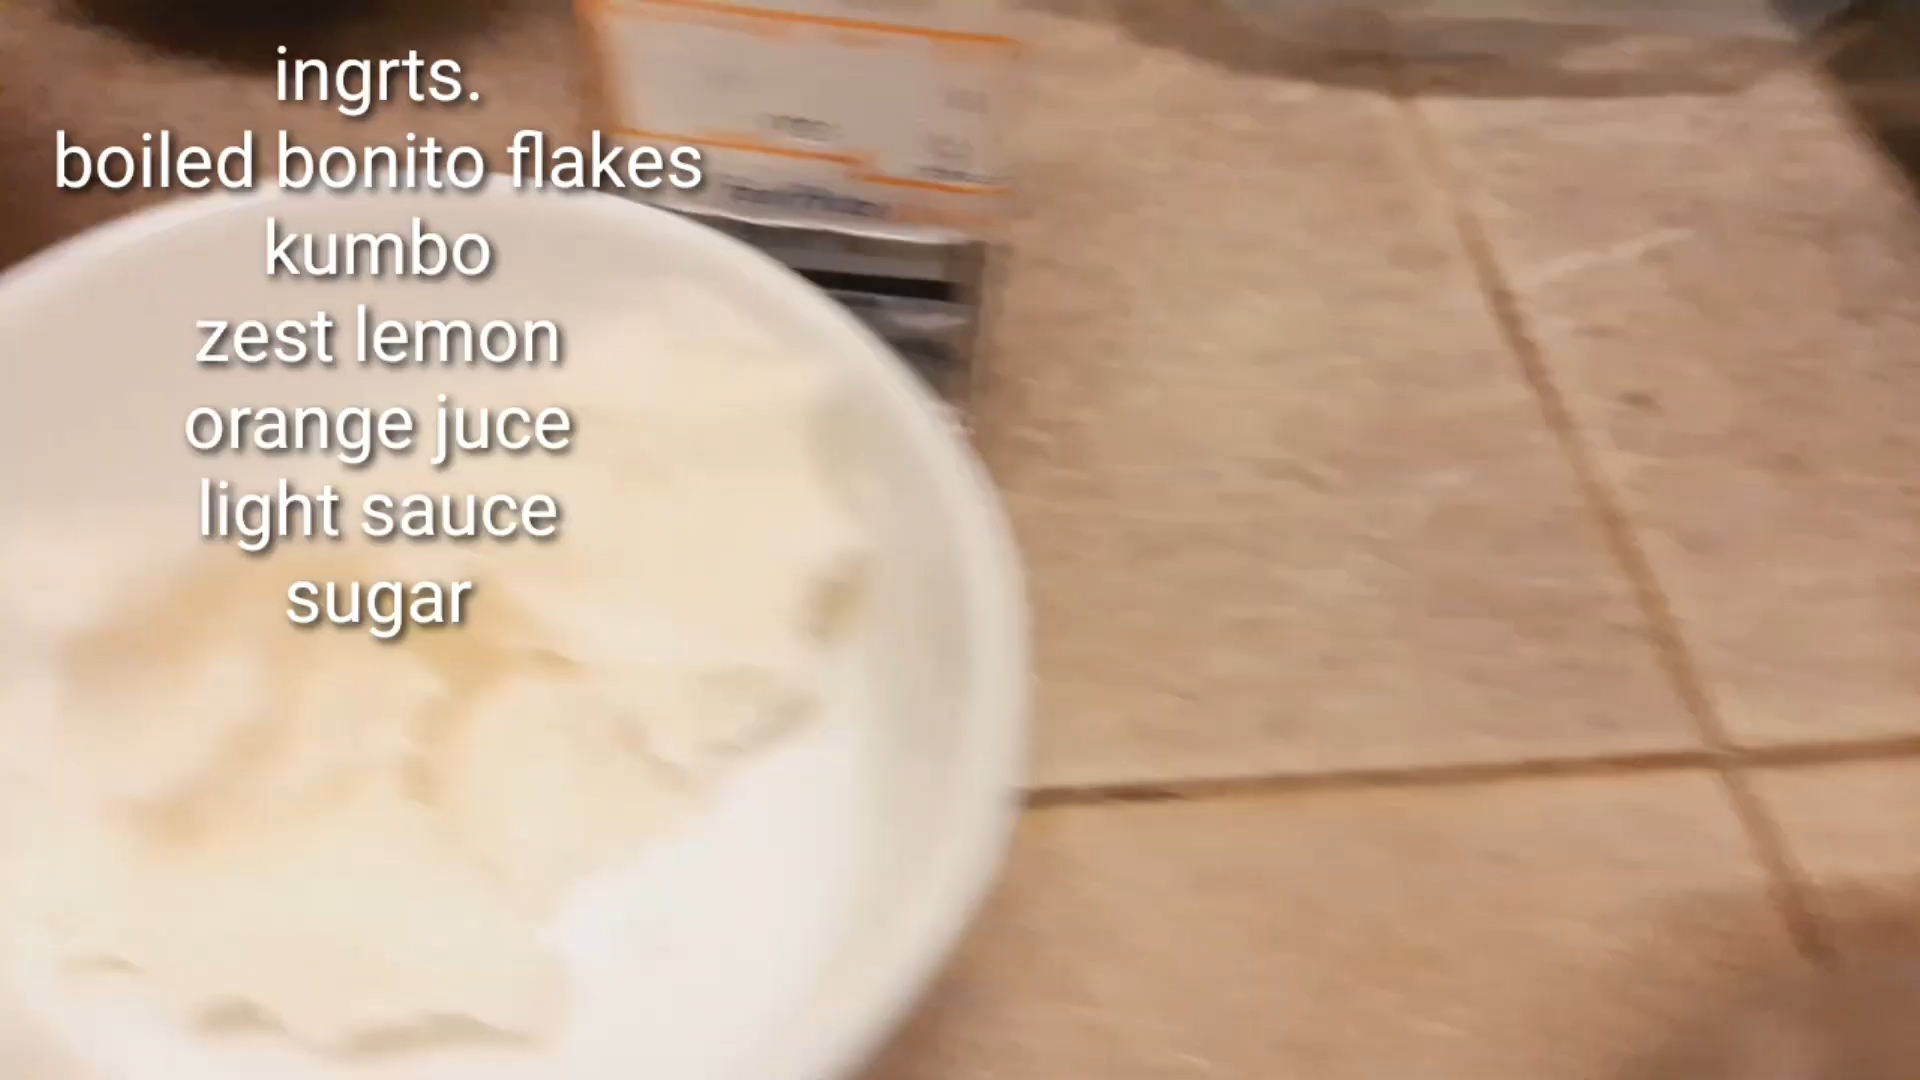 ingrts.
boiled bonito flakes
kumbo
zest lemon
orange juce
light sauce
sugar